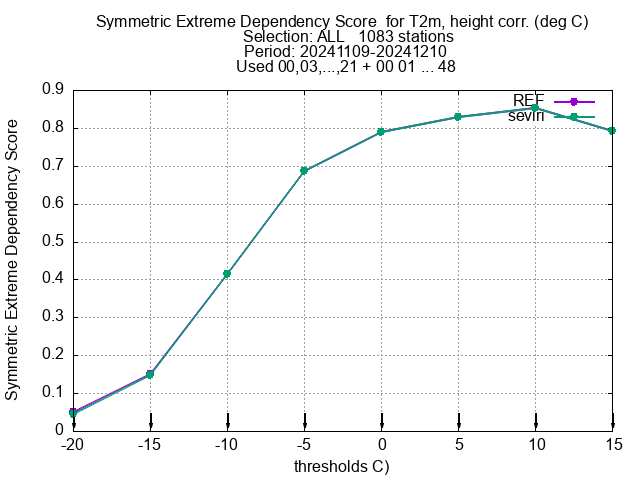 Symmetric Extreme Dependency Score  for T2m, height corr. (deg C)
Selection: ALL   1083 stations
Period: 20241109-20241210
Used 00,03,...,21 + 00 01 ... 48
REF
seviri
Symmetric Extreme Dependency Score
0.9
0.8
0.7
0.6
0.5
0.4
0.3
0.2
0.1
0
-20 -15 -10 -5 0 5 10 15
thresholds C)